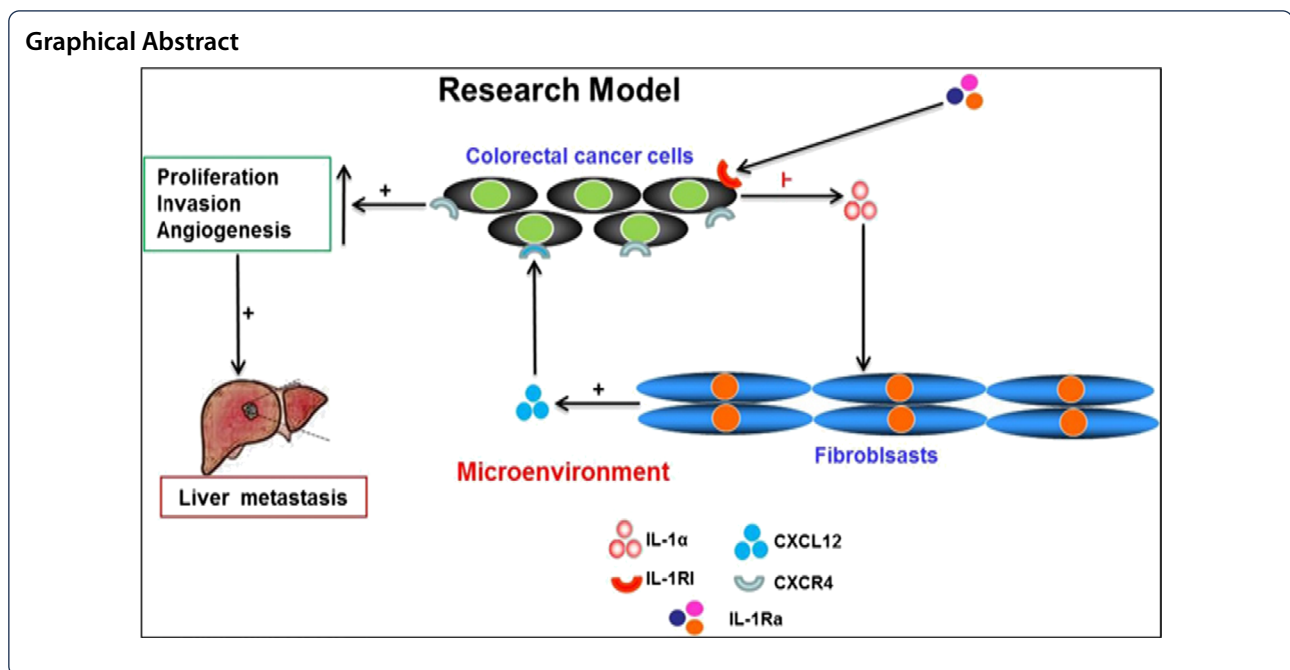 Graphical Abstract
Research Model
Colorectal cancer cells
Proliferation
Invasion
Angiogenesis
+
+
+
Fibroblsasts
Microenvironment
Liver metastasis
IL-1α
CXCL12
IL-1RI
CXCR4
IL-1Ra